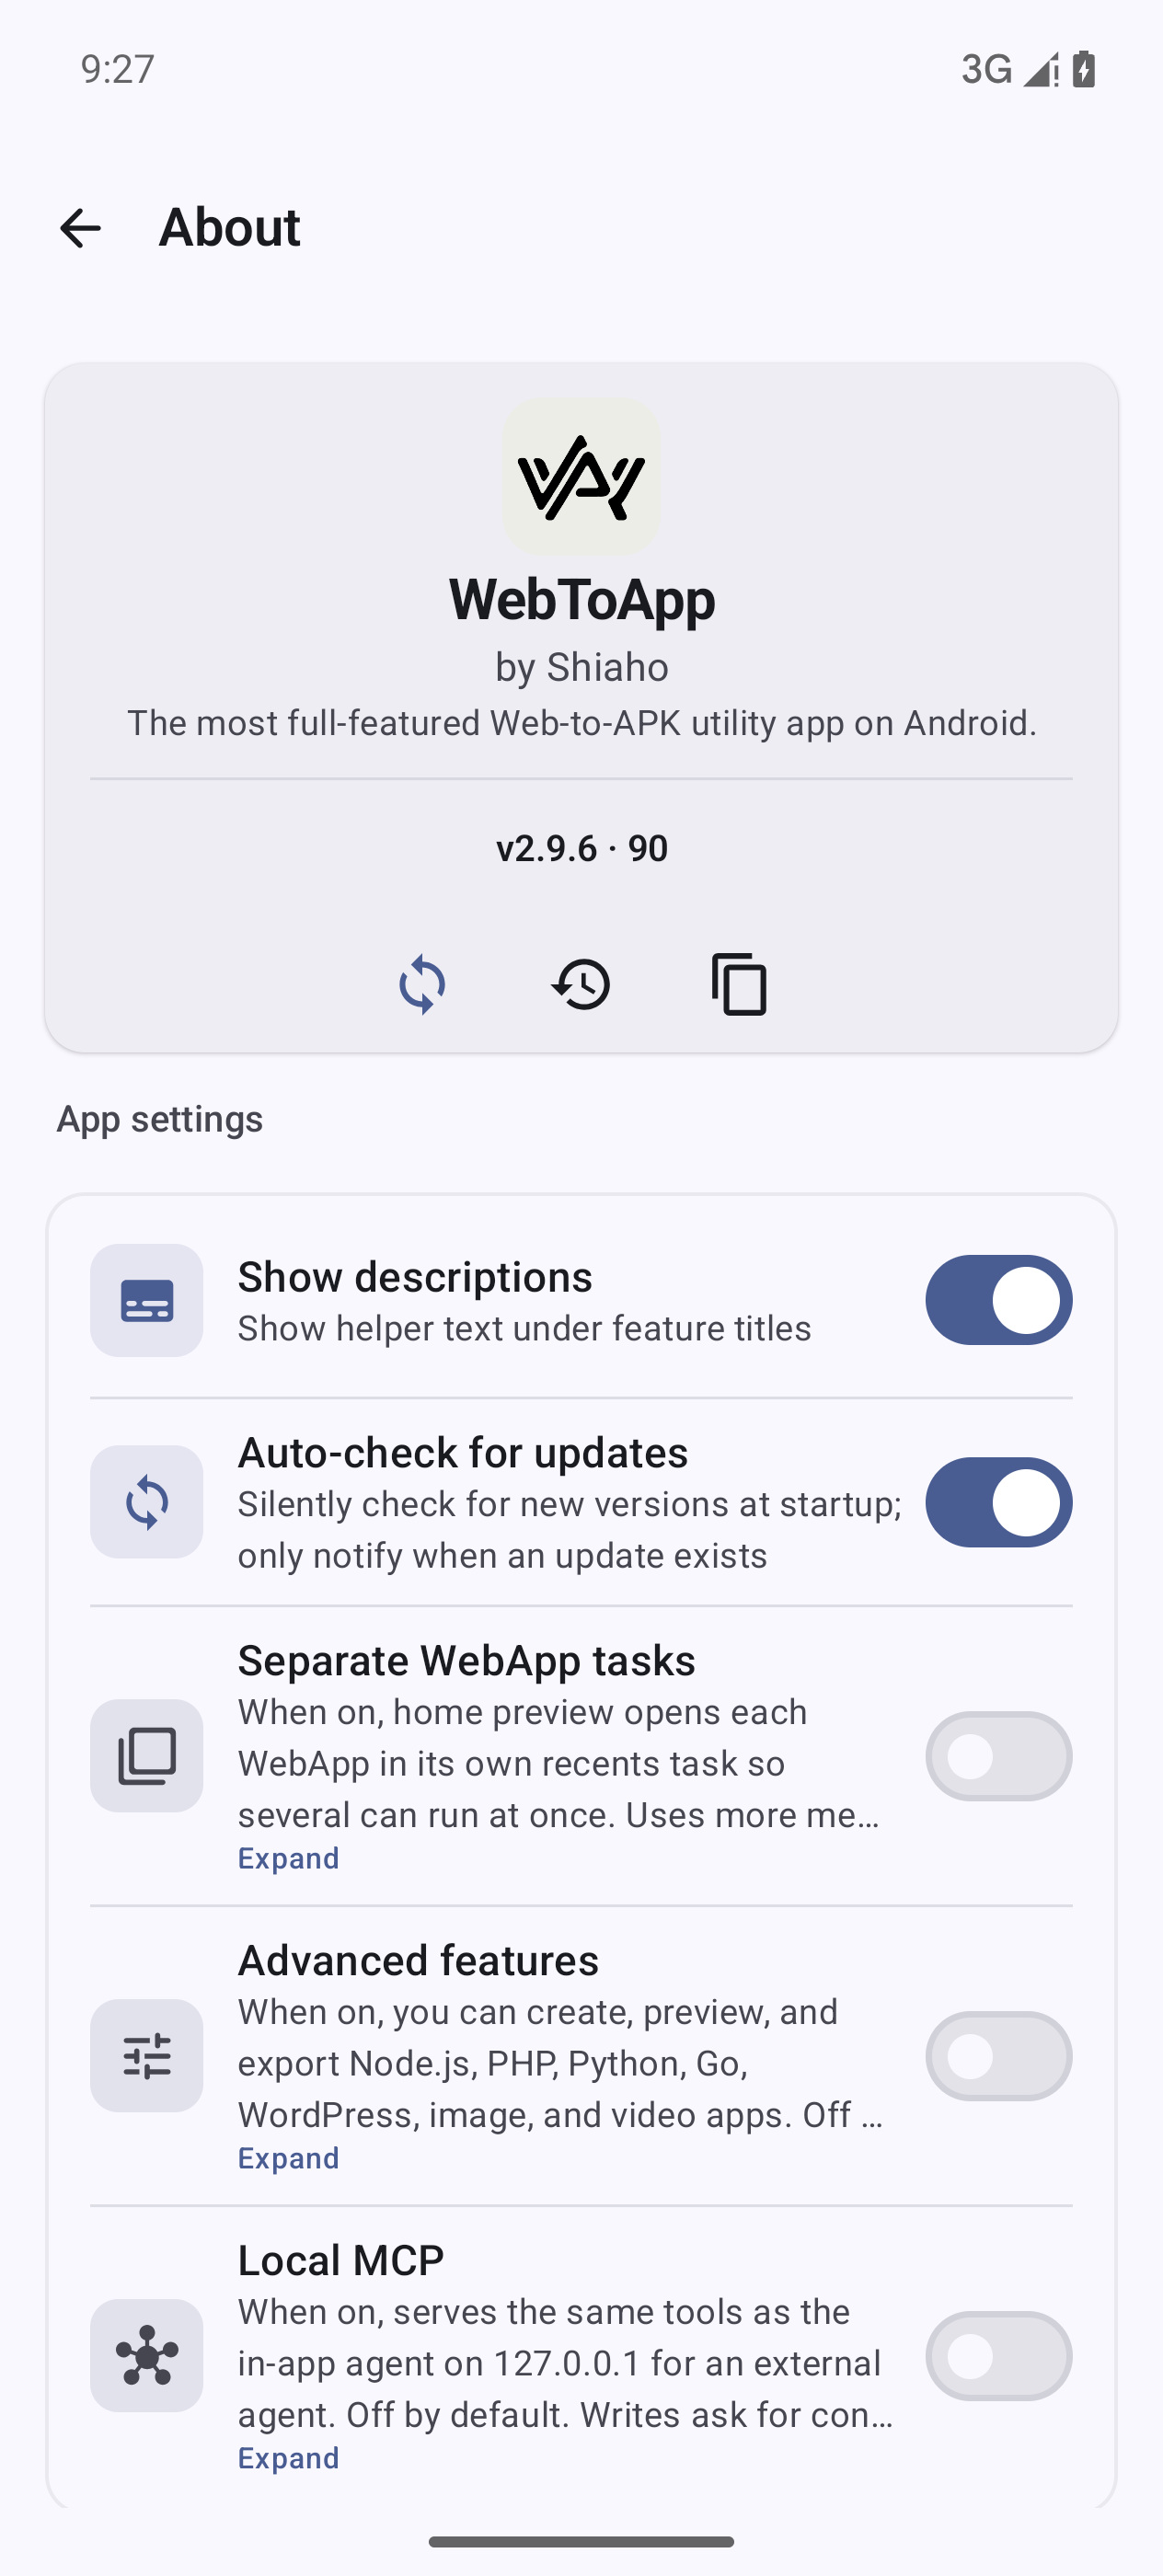 9:27
3G
About
WebToApp
by Shiaho
The most full-featured Web-to-APK utility app on Android.
v2.9.6 · 90
App settings
Show descriptions
Show helper text under feature titles
Auto-check for updates
Silently check for new versions at startup;
only notify when an update exists
Separate WebApp tasks
When on, home preview opens each
WebApp in its own recents task so
several can run at once. Uses more me…
Expand
Advanced features
When on, you can create, preview, and
export Node.js, PHP, Python, Go,
WordPress, image, and video apps. Off …
Expand
Local MCP
When on, serves the same tools as the
in-app agent on 127.0.0.1 for an external
agent. Off by default. Writes ask for con…
Expand